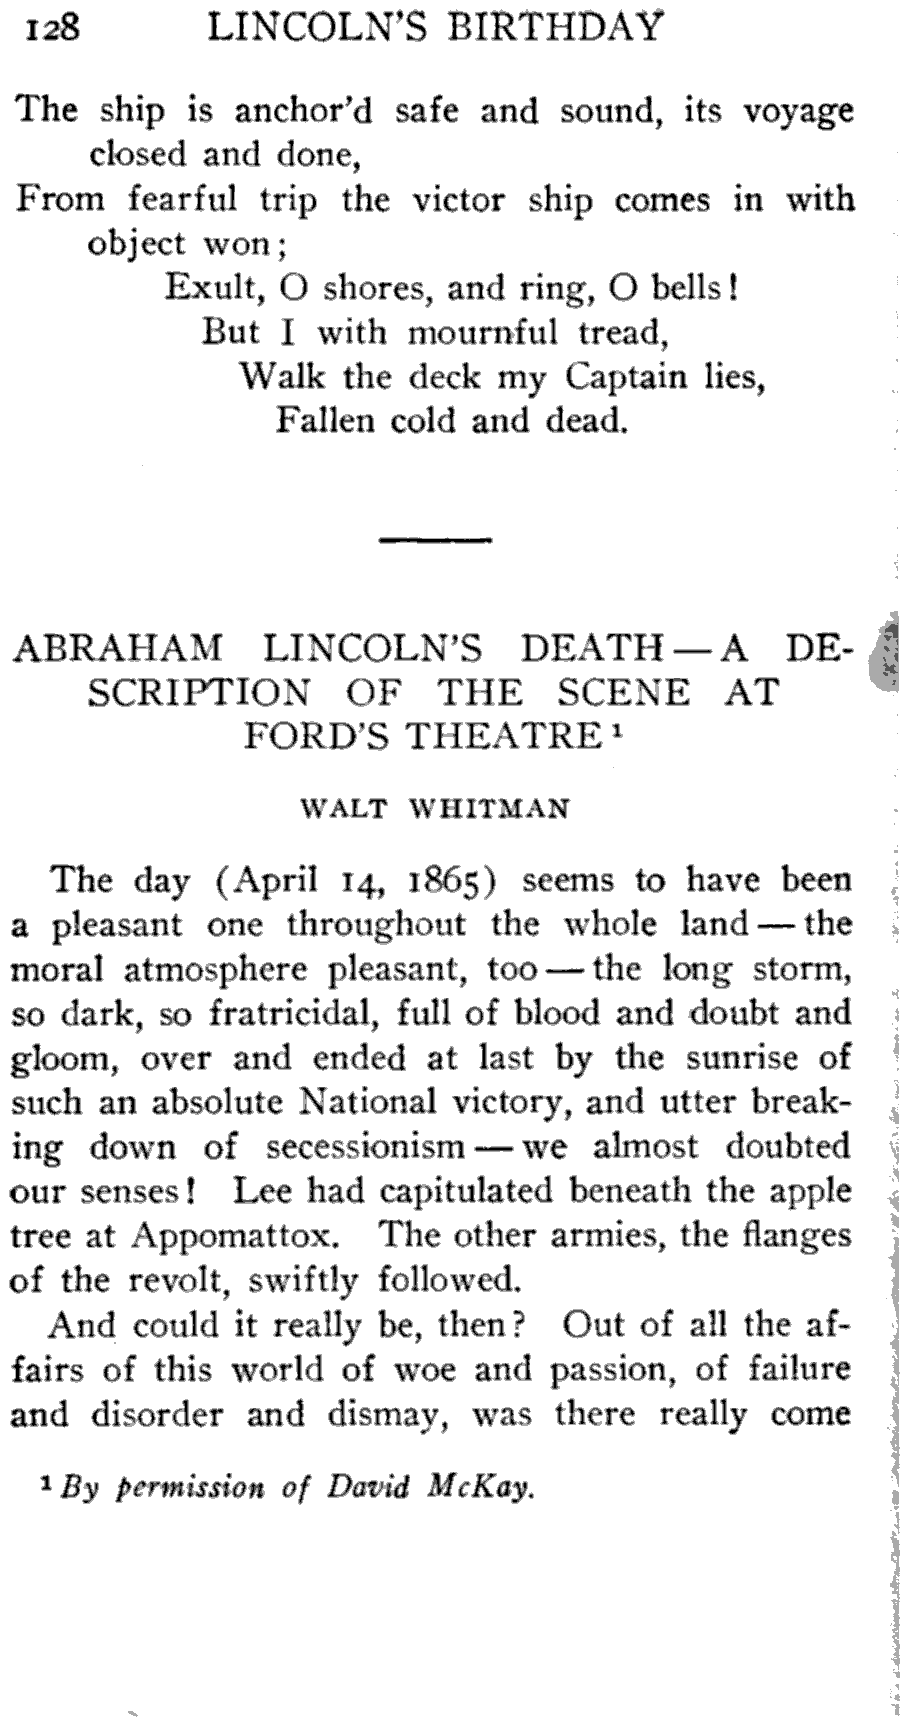 128 LINCOLN'S BIRTHDAY
The ship is anchor'd safe and sound, its voyage
closed and done,
From fearful trip the victor ship comes in with
object won;
Exult, O shores, and ring, O bells!
But I with mournful tread,
Walk the deck my Captain lies,
Fallen cold and dead.
ABRAHAM LINCOLN'S DEATH — A DE-
SCRIPTION OF THE SCENE AT
FORD'S THEATRE ¹
WALT WHITMAN
The day (April 14, 1865) seems to have been
a pleasant one throughout the whole land — the
moral atmosphere pleasant, too — the long storm,
so dark, so fratricidal, full of blood and doubt and
gloom, over and ended at last by the sunrise of
such an absolute National victory, and utter break-
ing down of secessionism — we almost doubted
our senses! Lee had capitulated beneath the apple
tree at Appomattox. The other armies, the flanges
of the revolt, swiftly followed.
And could it really be, then? Out of all the af-
fairs of this world of woe and passion, of failure
and disorder and dismay, was there really come
¹ By permission of David McKay.